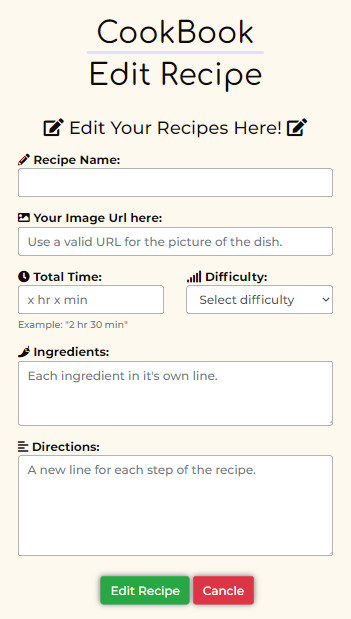 CookBook
Edit Recipe
Edit Your Recipes Here!
Recipe Name:
Your Image Url here:
Use a valid URL for the picture of the dish.
Total Time:
Difficulty:
x hr x min
Select difficulty
Example: "2 hr 30 min"
Ingredients:
Each ingredient in it's own line.
Directions:
A new line for each step of the recipe.
Edit Recipe
Cancle